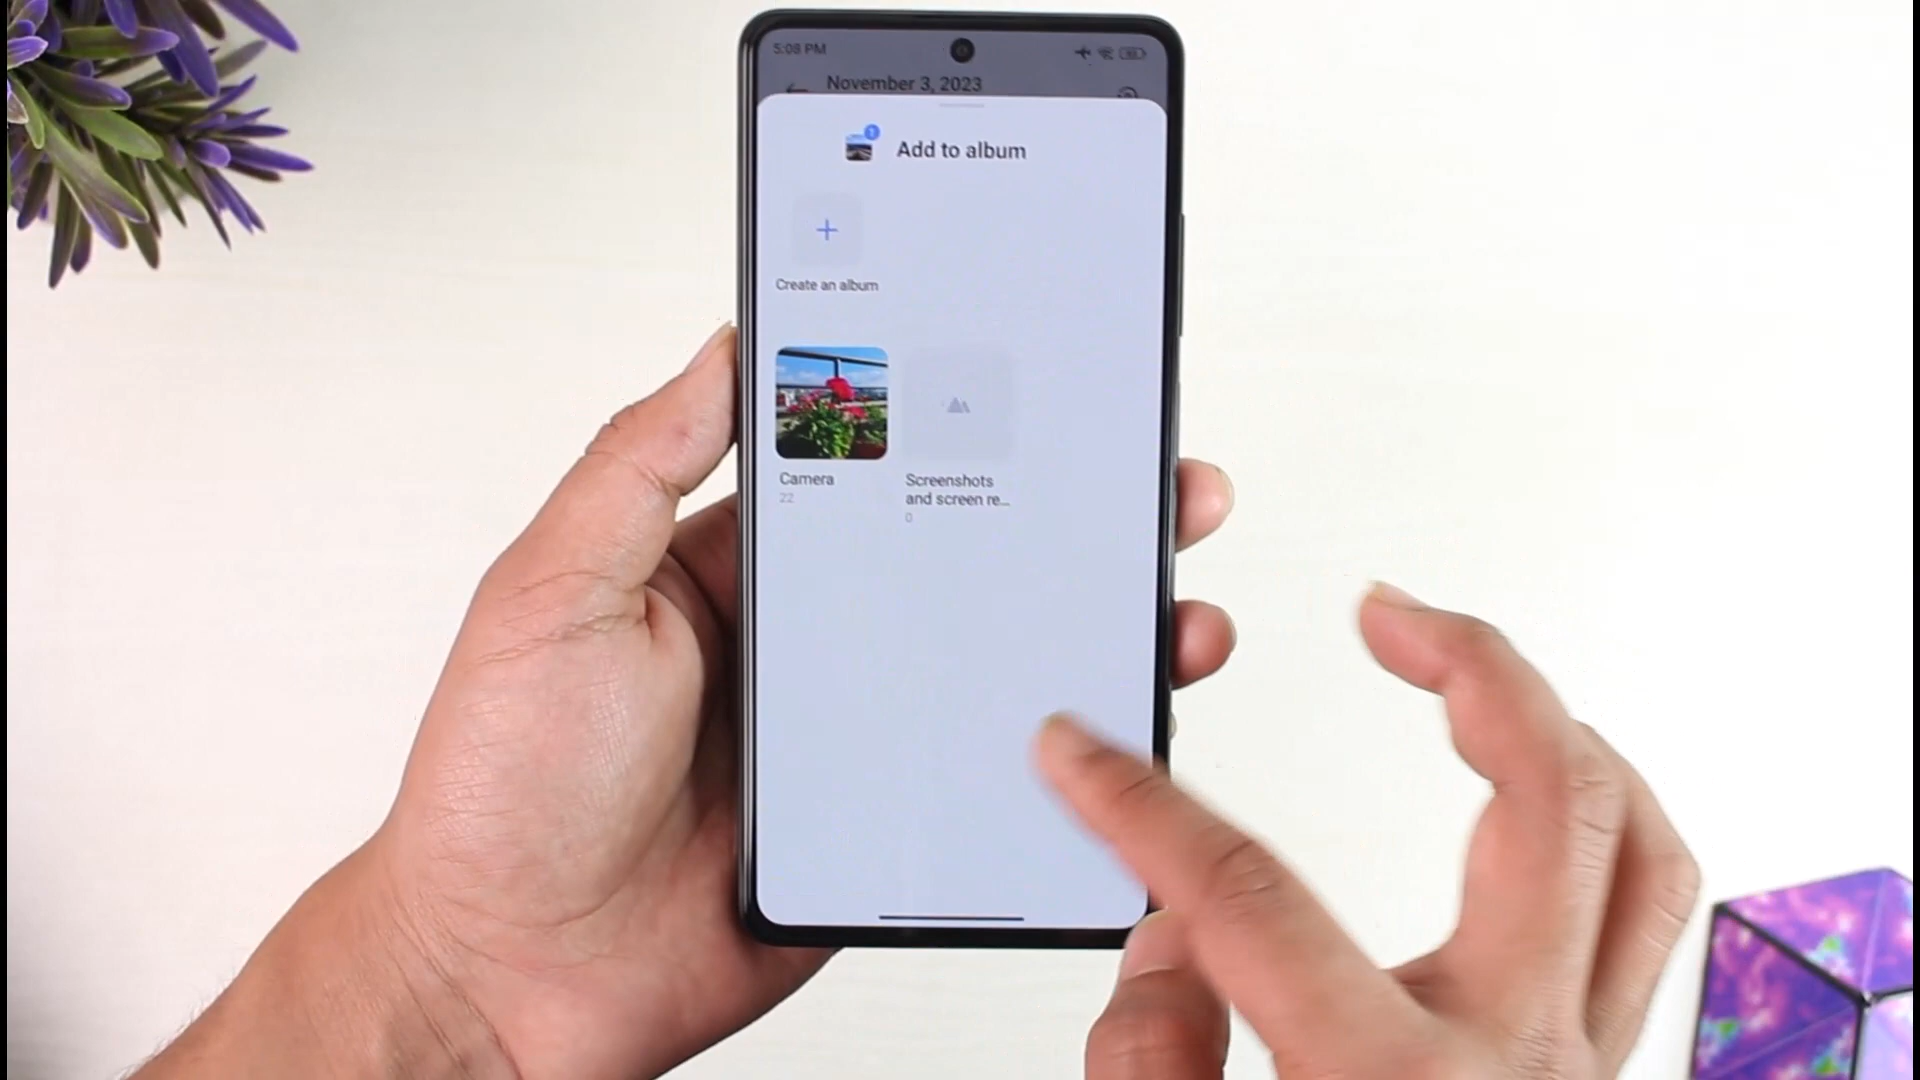 5:08 PM
November 3, 2023
1
Add to album
Create an album
Camera
22
Screenshots
and screen re...
0